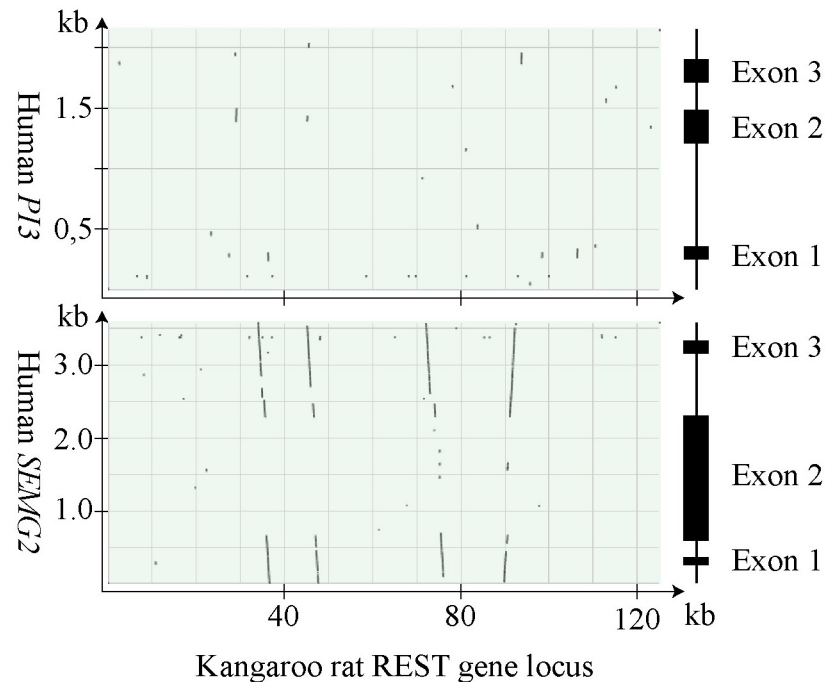 kb
Human PI3
1.5
0,5
Exon 3
Exon 2
Exon 1
kb
Human SEMG2
3.0
2.0
1.0
Exon 3
Exon 2
Exon 1
40 80 120 kb
Kangaroo rat REST gene locus